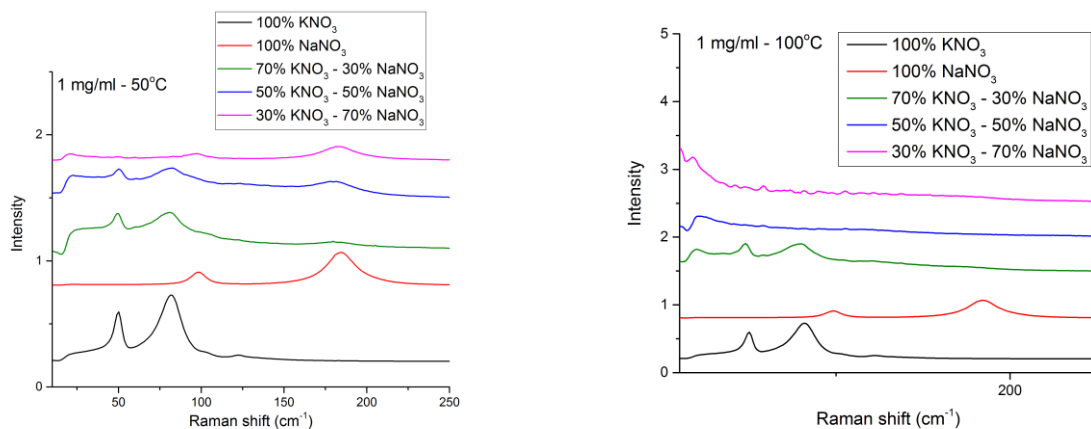 100% KNO₃
100% NaNO₃
70% KNO₃ - 30% NaNO₃
50% KNO₃ - 50% NaNO₃
30% KNO₃ - 70% NaNO₃
1 mg/ml - 50°C
Intensity
2
1
0
50
100
150
200
250
Raman shift (cm⁻¹)
1 mg/ml - 100°C
100% KNO₃
100% NaNO₃
70% KNO₃ - 30% NaNO₃
50% KNO₃ - 50% NaNO₃
30% KNO₃ - 70% NaNO₃
Intensity
5
4
3
2
1
0
200
Raman shift (cm⁻¹)